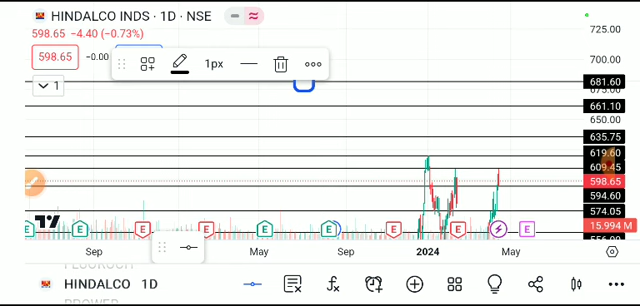 HINDALCO INDS · 1D · NSE
598.65 −4.40 (−0.73%)
598.65 −0.00
1px
1
725.00
700.00
681.60
675.00
661.10
650.00
635.75
619.60
609.45
598.65
594.60
574.05
15.994 M
E E E E E E E E
Sep May Sep 2024 May
HINDALCO 1D